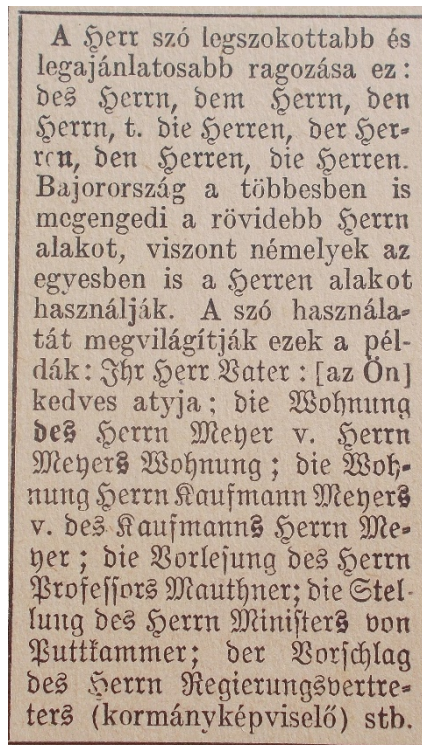 A Herr szó legszokottabb és
legajánlatosabb ragozása ez:
des Herrn, dem Herrn, den
Herrn, t. die Herren, der Her-
ren, den Herren, die Herren.
Bajorország a többesben is
megengedi a rövidebb Herrn
alakot, viszont némelyek az
egyesben is a Herren alakot
használják. A szó használa-
tát megvilágítják ezek a pél-
dák: Ihr Herr Vater: [az Ön]
kedves atyja; die Wohnung
des Herrn Meyer v. Herrn
Meyers Wohnung; die Woh-
nung Herrn Kaufmann Meyers
v. des Kaufmanns Herrn Me-
yer; die Vorlesung des Herrn
Professors Mauthner; die Stel-
lung des Herrn Ministers von
Puttkammer; der Vorschlag
des Herrn Regierungsvertre-
ters (kormányképviselő) stb.